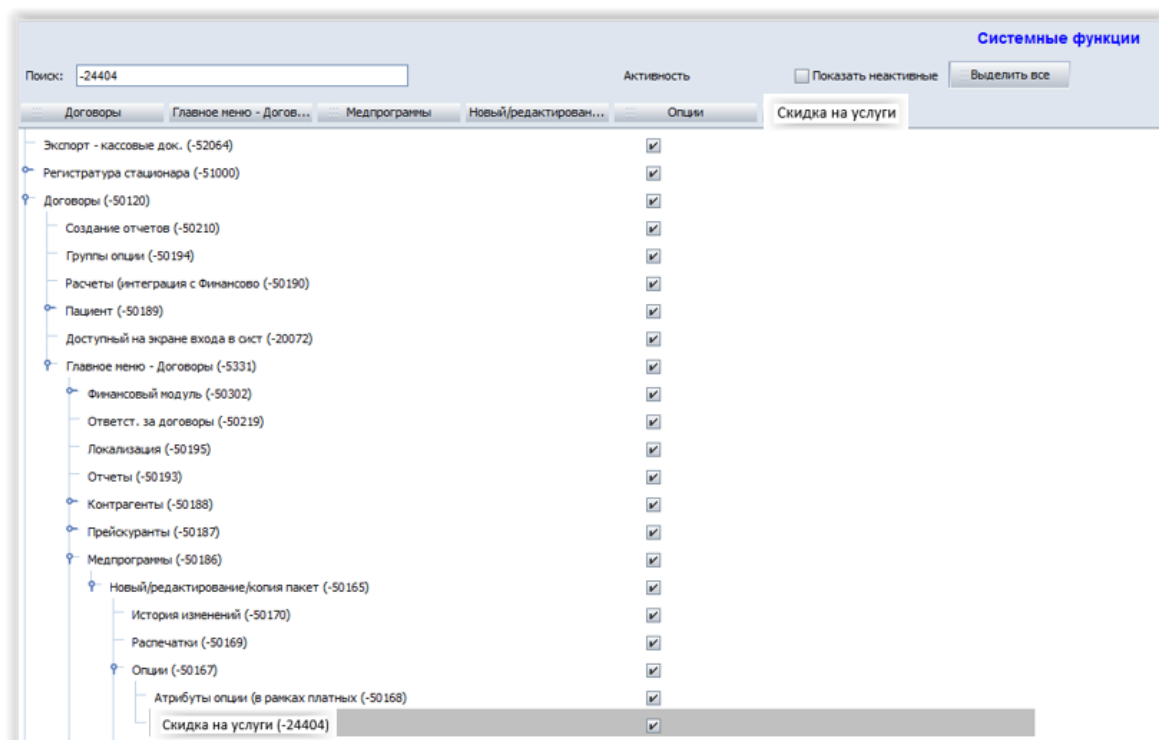 Системные функции
Поиск: -24404 Активность Показать неактивные Выделить все
Договоры Главное меню - Догов... Медпрограммы Новый/редактирован... Опции Скидка на услуги
Экспорт - кассовые док. (-52064)
Регистратура стационара (-51000)
Договоры (-50120)
Создание отчетов (-50210)
Группы опции (-50194)
Расчеты (интеграция с Финансово (-50190)
Пациент (-50189)
Доступный на экране входа в сист (-20072)
Главное меню - Договоры (-5331)
Финансовый модуль (-50302)
Ответст. за договоры (-50219)
Локализация (-50195)
Отчеты (-50193)
Контрагенты (-50188)
Прейскуранты (-50187)
Медпрограммы (-50186)
Новый/редактирование/копия пакет (-50165)
История изменений (-50170)
Распечатки (-50169)
Опции (-50167)
Атрибуты опции (в рамках платных (-50168)
Скидка на услуги (-24404)